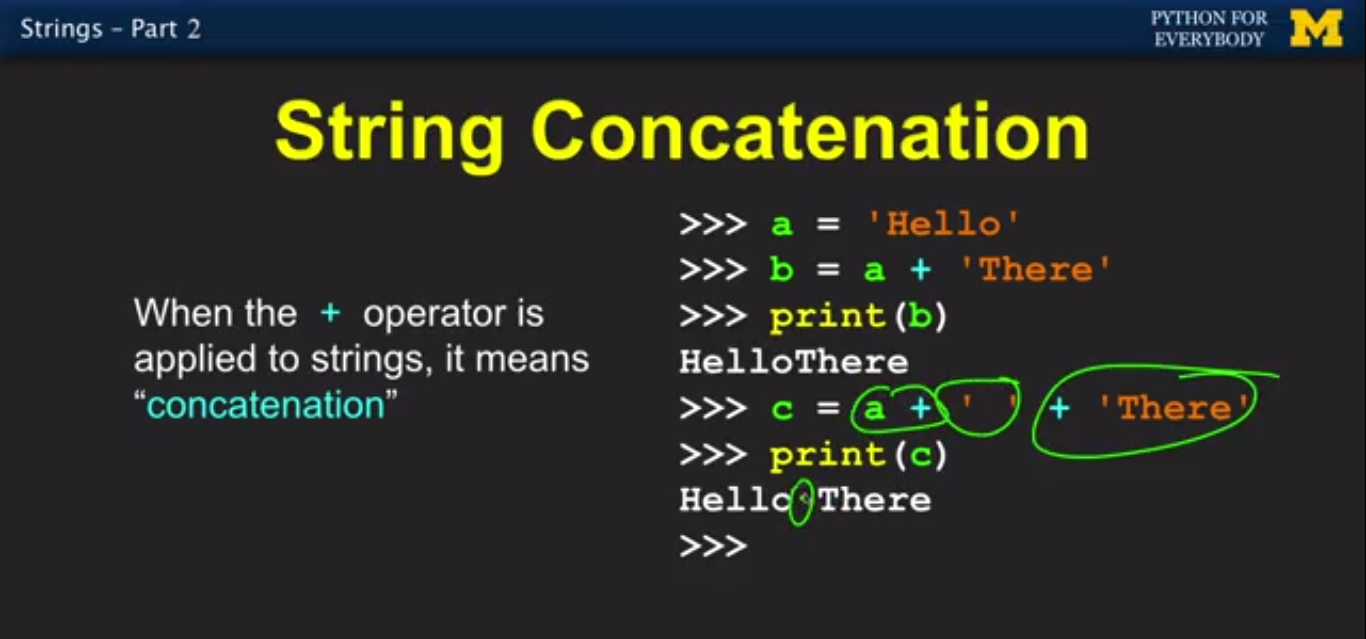 Strings – Part 2
PYTHON FOR
EVERYBODY
M
String Concatenation
When the + operator is
applied to strings, it means
“concatenation”
>>> a = 'Hello'
>>> b = a + 'There'
>>> print(b)
HelloThere
>>> c = a + ' ' + 'There'
>>> print(c)
Hello There
>>>